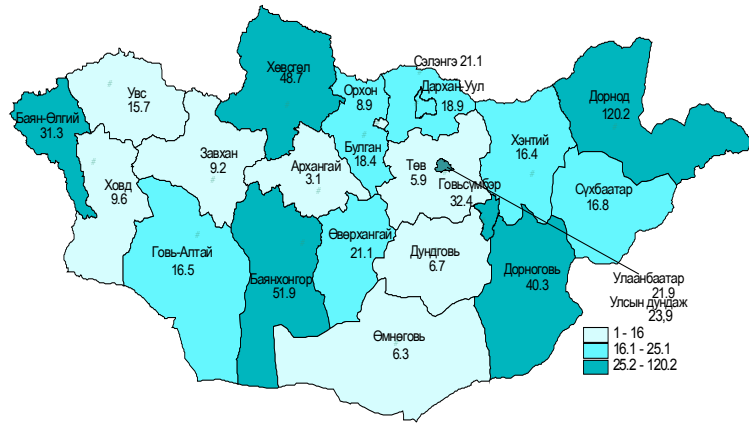 Сэлэнгэ 21.1
Хөвсгөл
48.7
Орхон
8.9
Дархан-Уул
18.9
Увс
15.7
Дорнод
120.2
Баян-Өлгий
31.3
Завхан
9.2
Булган
18.4
Хэнтий
16.4
Архангай
3.1
Төв
5.9
Ховд
9.6
Говьсүмбэр
32.4
Сүхбаатар
16.8
Өвөрхангай
21.1
Говь-Алтай
16.5
Дундговь
6.7
Баянхонгор
51.9
Дорноговь
40.3
Улаанбаатар
21.9
Улсын дундаж
23,9
Өмнөговь
6.3
1 - 16
16.1 - 25.1
25.2 - 120.2